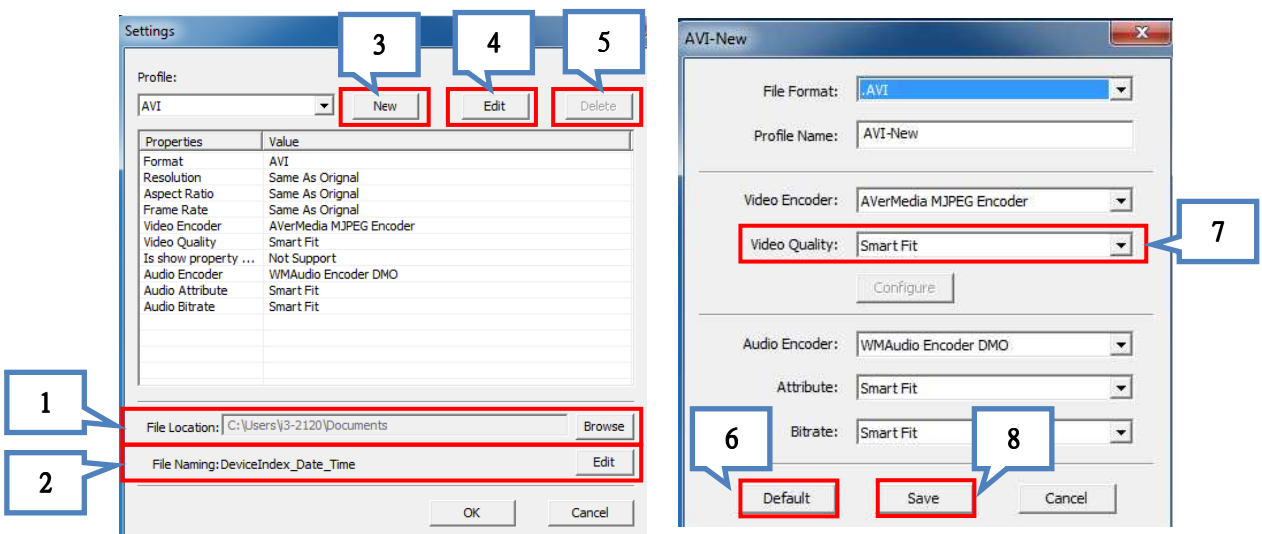 Settings
3
4
5
Profile:
AVI
New
Edit
Delete
Properties Value
Format AVI
Resolution Same As Orignal
Aspect Ratio Same As Orignal
Frame Rate Same As Orignal
Video Encoder AVerMedia MJPEG Encoder
Video Quality Smart Fit
Is show property ... Not Support
Audio Encoder WMAudio Encoder DMO
Audio Attribute Smart Fit
Audio Bitrate Smart Fit
1
File Location: C:\Users\i3-2120\Documents Browse
2
File Naming:DeviceIndex_Date_Time Edit
OK Cancel
AVI-New
File Format: .AVI
Profile Name: AVI-New
Video Encoder: AVerMedia MJPEG Encoder
Video Quality: Smart Fit
7
Configure
Audio Encoder: WMAudio Encoder DMO
Attribute: Smart Fit
Bitrate: Smart Fit
6
8
Default Save Cancel